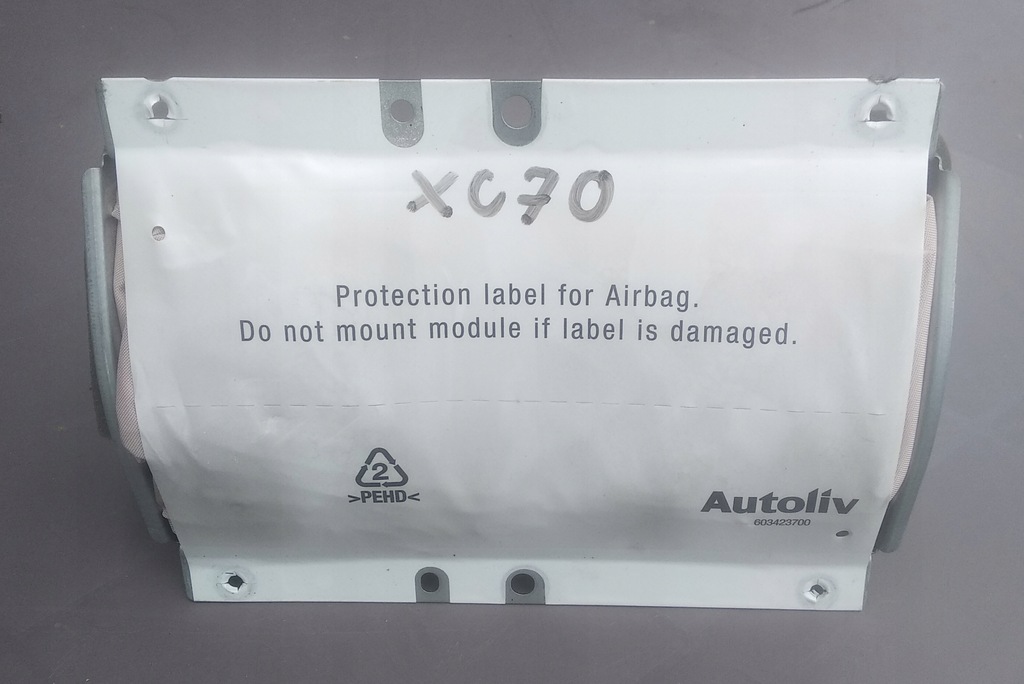 XC70
Protection label for Airbag.
Do not mount module if label is damaged.
2
>PEHD<
Autoliv
603423700